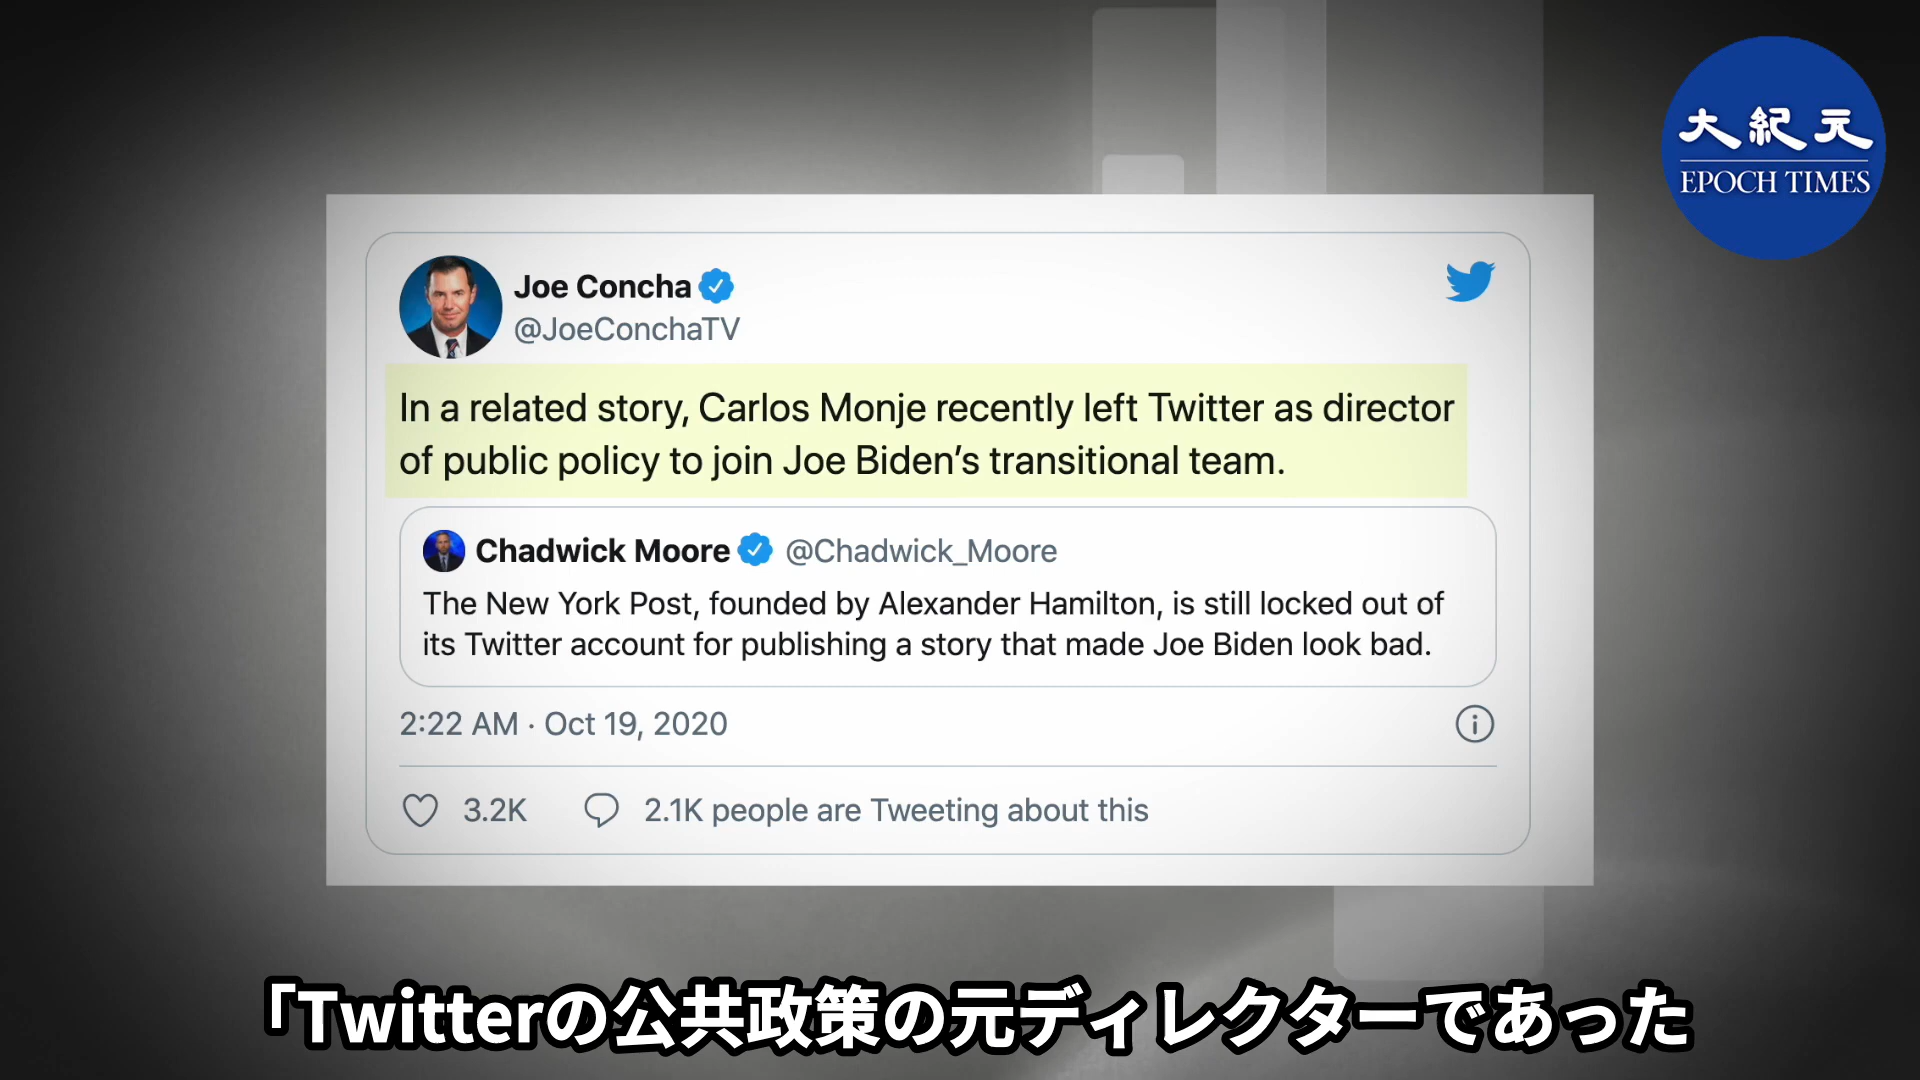 大紀元
EPOCH TIMES
Joe Concha
@JoeConchaTV
In a related story, Carlos Monje recently left Twitter as director
of public policy to join Joe Biden’s transitional team.
Chadwick Moore @Chadwick_Moore
The New York Post, founded by Alexander Hamilton, is still locked out of
its Twitter account for publishing a story that made Joe Biden look bad.
2:22 AM · Oct 19, 2020
3.2K 2.1K people are Tweeting about this
「Twitterの公共政策の元ディレクターであった